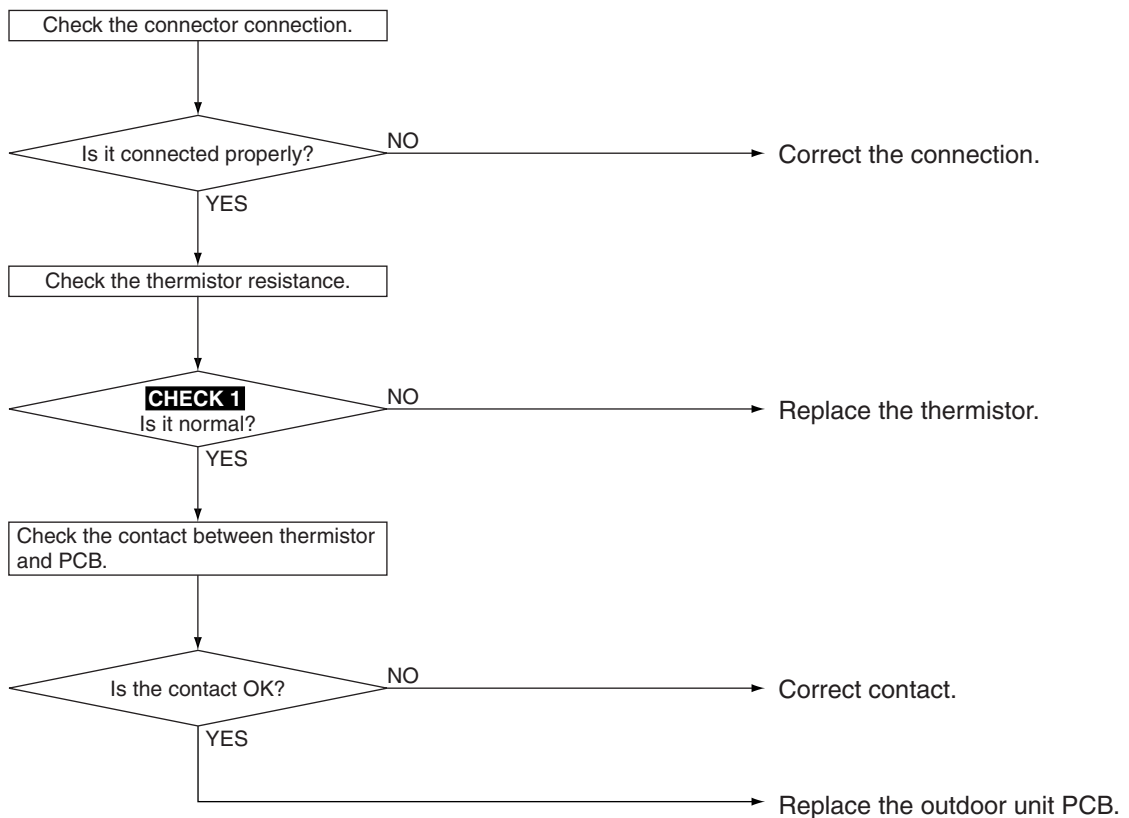 Check the connector connection.
Is it connected properly?
NO
Correct the connection.
YES
Check the thermistor resistance.
CHECK 1
Is it normal?
NO
Replace the thermistor.
YES
Check the contact between thermistor
and PCB.
Is the contact OK?
NO
Correct contact.
YES
Replace the outdoor unit PCB.